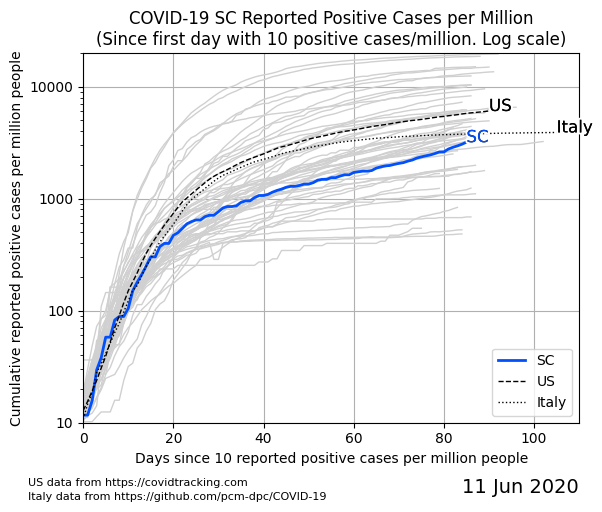 COVID-19 SC Reported Positive Cases per Million
(Since first day with 10 positive cases/million. Log scale)
Cumulative reported positive cases per million people
10000
1000
100
10
US
Italy
SC
SC
US
Italy
0 20 40 60 80 100
Days since 10 reported positive cases per million people
US data from https://covidtracking.com
Italy data from https://github.com/pcm-dpc/COVID-19
11 Jun 2020